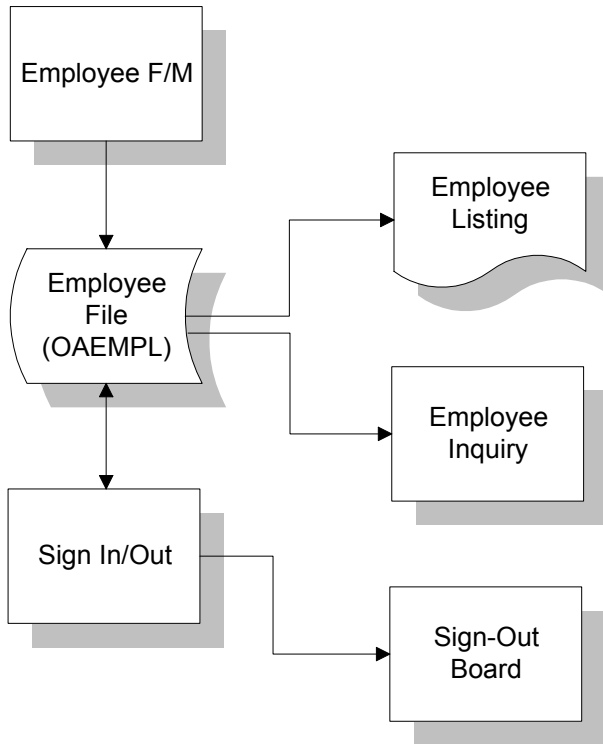 Employee F/M
Employee
Listing
Employee
File
(OAEMPL)
Employee
Inquiry
Sign In/Out
Sign-Out
Board